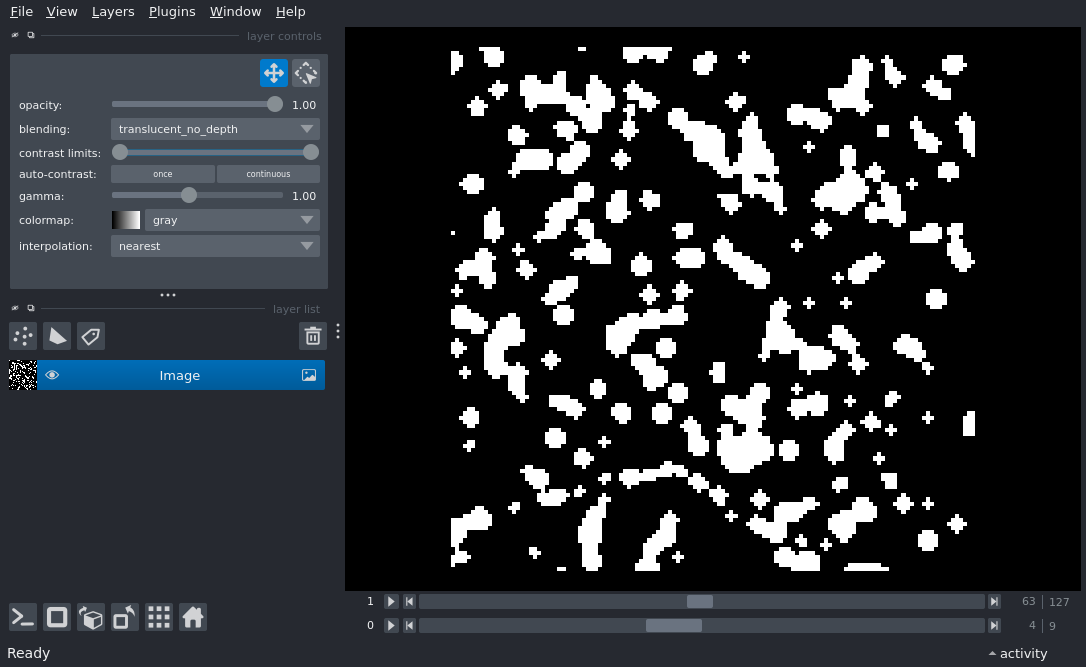 File View Layers Plugins Window Help
layer controls
opacity: 1.00
blending: translucent_no_depth
contrast limits:
auto-contrast: once continuous
gamma: 1.00
colormap: gray
interpolation: nearest
layer list
Image
1 63 127
0 4 9
Ready activity